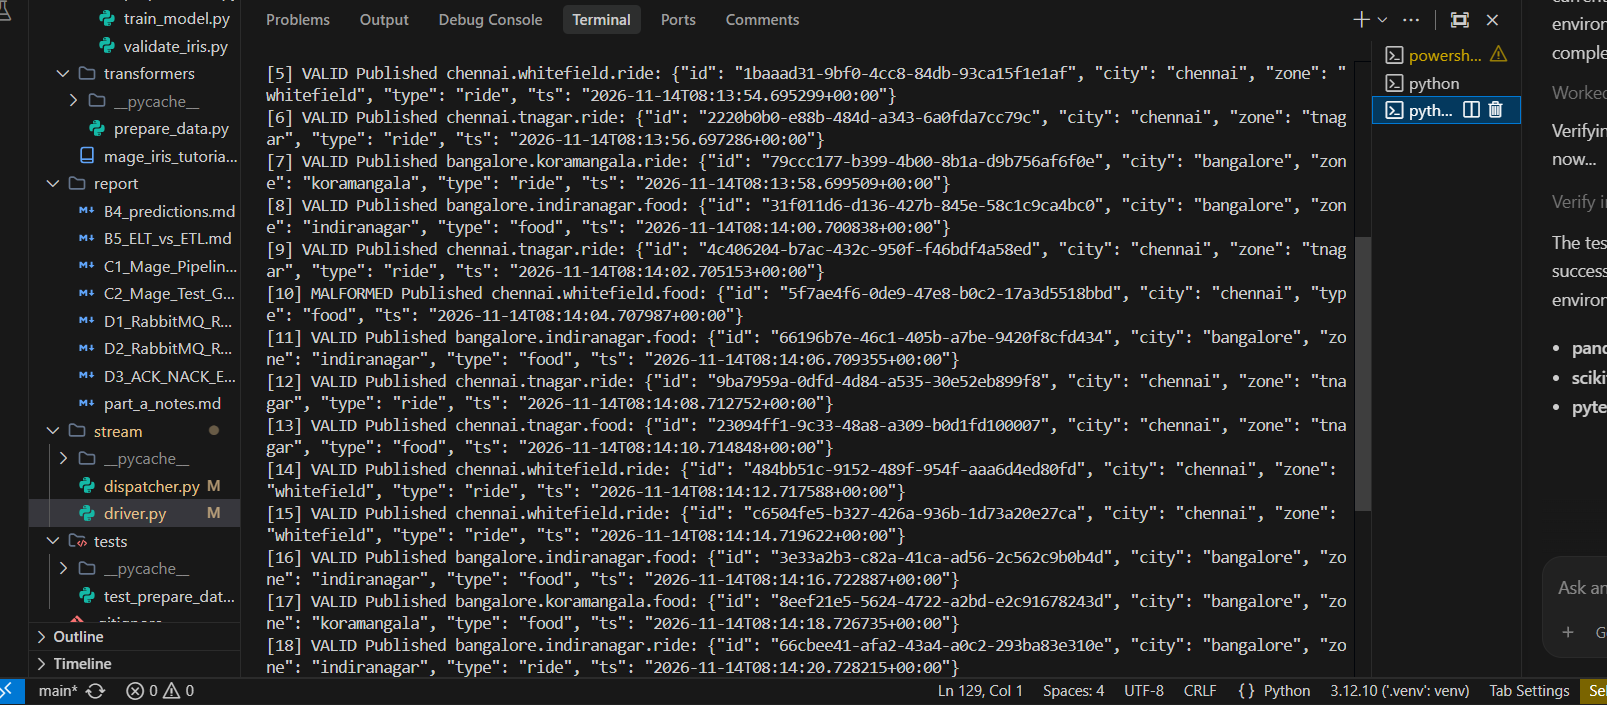 train_model.py
validate_iris.py
transformers
__pycache__
prepare_data.py
mage_iris_tutoria...
report
B4_predictions.md
B5_ELT_vs_ETL.md
C1_Mage_Pipelin...
C2_Mage_Test_G...
D1_RabbitMQ_R...
D2_RabbitMQ_R...
D3_ACK_NACK_E...
part_a_notes.md
stream
__pycache__
dispatcher.py M
driver.py M
tests
__pycache__
test_prepare_dat...
Outline
Timeline
Problems Output Debug Console Terminal Ports Comments
[5] VALID Published chennai.whitefield.ride: {"id": "1baaad31-9bf0-4cc8-84db-93ca15f1e1af", "city": "chennai", "zone": "
whitefield", "type": "ride", "ts": "2026-11-14T08:13:54.695299+00:00"}
[6] VALID Published chennai.tnagar.ride: {"id": "2220b0b0-e88b-484d-a343-6a0fda7cc79c", "city": "chennai", "zone": "tnag
ar", "type": "ride", "ts": "2026-11-14T08:13:56.697286+00:00"}
[7] VALID Published bangalore.koramangala.ride: {"id": "79ccc177-b399-4b00-8b1a-d9b756af6f0e", "city": "bangalore", "zon
e": "koramangala", "type": "ride", "ts": "2026-11-14T08:13:58.699509+00:00"}
[8] VALID Published bangalore.indiranagar.food: {"id": "31f011d6-d136-427b-845e-58c1c9ca4bc0", "city": "bangalore", "zon
e": "indiranagar", "type": "food", "ts": "2026-11-14T08:14:00.700838+00:00"}
[9] VALID Published chennai.tnagar.ride: {"id": "4c406204-b7ac-432c-950f-f46bdf4a58ed", "city": "chennai", "zone": "tnag
ar", "type": "ride", "ts": "2026-11-14T08:14:02.705153+00:00"}
[10] MALFORMED Published chennai.whitefield.food: {"id": "5f7ae4f6-0de9-47e8-b0c2-17a3d5518bbd", "city": "chennai", "typ
e": "food", "ts": "2026-11-14T08:14:04.707987+00:00"}
[11] VALID Published bangalore.indiranagar.food: {"id": "66196b7e-46c1-405b-a7be-9420f8cfd434", "city": "bangalore", "zo
ne": "indiranagar", "type": "food", "ts": "2026-11-14T08:14:06.709355+00:00"}
[12] VALID Published chennai.tnagar.ride: {"id": "9ba7959a-0dfd-4d84-a535-30e52eb899f8", "city": "chennai", "zone": "tna
gar", "type": "ride", "ts": "2026-11-14T08:14:08.712752+00:00"}
[13] VALID Published chennai.tnagar.food: {"id": "23094ff1-9c33-48a8-a309-b0d1fd100007", "city": "chennai", "zone": "tna
gar", "type": "food", "ts": "2026-11-14T08:14:10.714848+00:00"}
[14] VALID Published chennai.whitefield.ride: {"id": "484bb51c-9152-489f-954f-aaa6d4ed80fd", "city": "chennai", "zone":
"whitefield", "type": "ride", "ts": "2026-11-14T08:14:12.717588+00:00"}
[15] VALID Published chennai.whitefield.ride: {"id": "c6504fe5-b327-426a-936b-1d73a20e27ca", "city": "chennai", "zone":
"whitefield", "type": "ride", "ts": "2026-11-14T08:14:14.719622+00:00"}
[16] VALID Published bangalore.indiranagar.food: {"id": "3e33a2b3-c82a-41ca-ad56-2c562c9b0b4d", "city": "bangalore", "zo
ne": "indiranagar", "type": "food", "ts": "2026-11-14T08:14:16.722887+00:00"}
[17] VALID Published bangalore.koramangala.food: {"id": "8eef21e5-5624-4722-a2bd-e2c91678243d", "city": "bangalore", "zo
ne": "koramangala", "type": "food", "ts": "2026-11-14T08:14:18.726735+00:00"}
[18] VALID Published bangalore.indiranagar.ride: {"id": "66cbee41-afa2-43a4-a0c2-293ba83e310e", "city": "bangalore", "zo
ne": "indiranagar", "type": "ride", "ts": "2026-11-14T08:14:20.728215+00:00"}
powersh...
python
pyth...
environ
comple
Worked
Verifyin
now...
Verify i
The tes
success
environ
• pand
• sciki
• pyte
Ask an
main* 0 0
Ln 129, Col 1 Spaces: 4 UTF-8 CRLF {} Python 3.12.10 ('.venv': venv) Tab Settings Sel